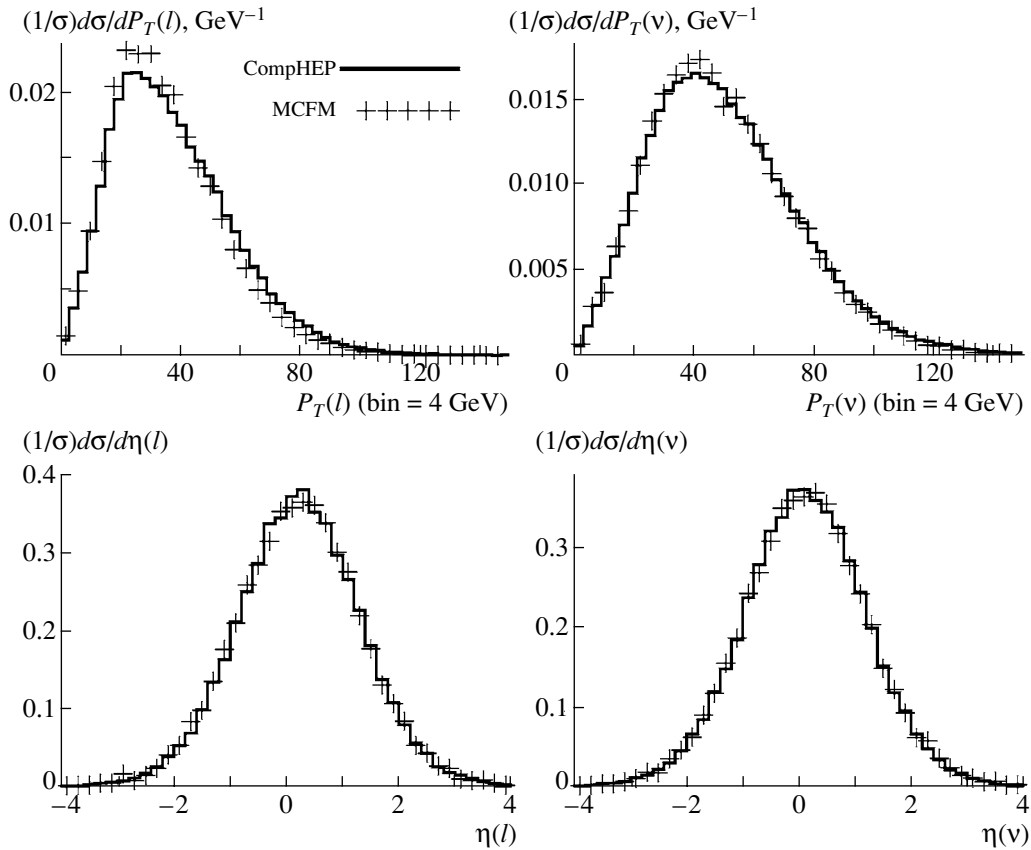 (1/σ)dσ/dP_T(l), GeV⁻¹
CompHEP
MCFM
0.02
0.01
0 40 80 120
P_T(l) (bin = 4 GeV)
(1/σ)dσ/dP_T(ν), GeV⁻¹
0.015
0.010
0.005
0 40 80 120
P_T(ν) (bin = 4 GeV)
(1/σ)dσ/dη(l)
0.4
0.3
0.2
0.1
0
−4 −2 0 2 4
η(l)
(1/σ)dσ/dη(ν)
0.3
0.2
0.1
0
−4 −2 0 2 4
η(ν)